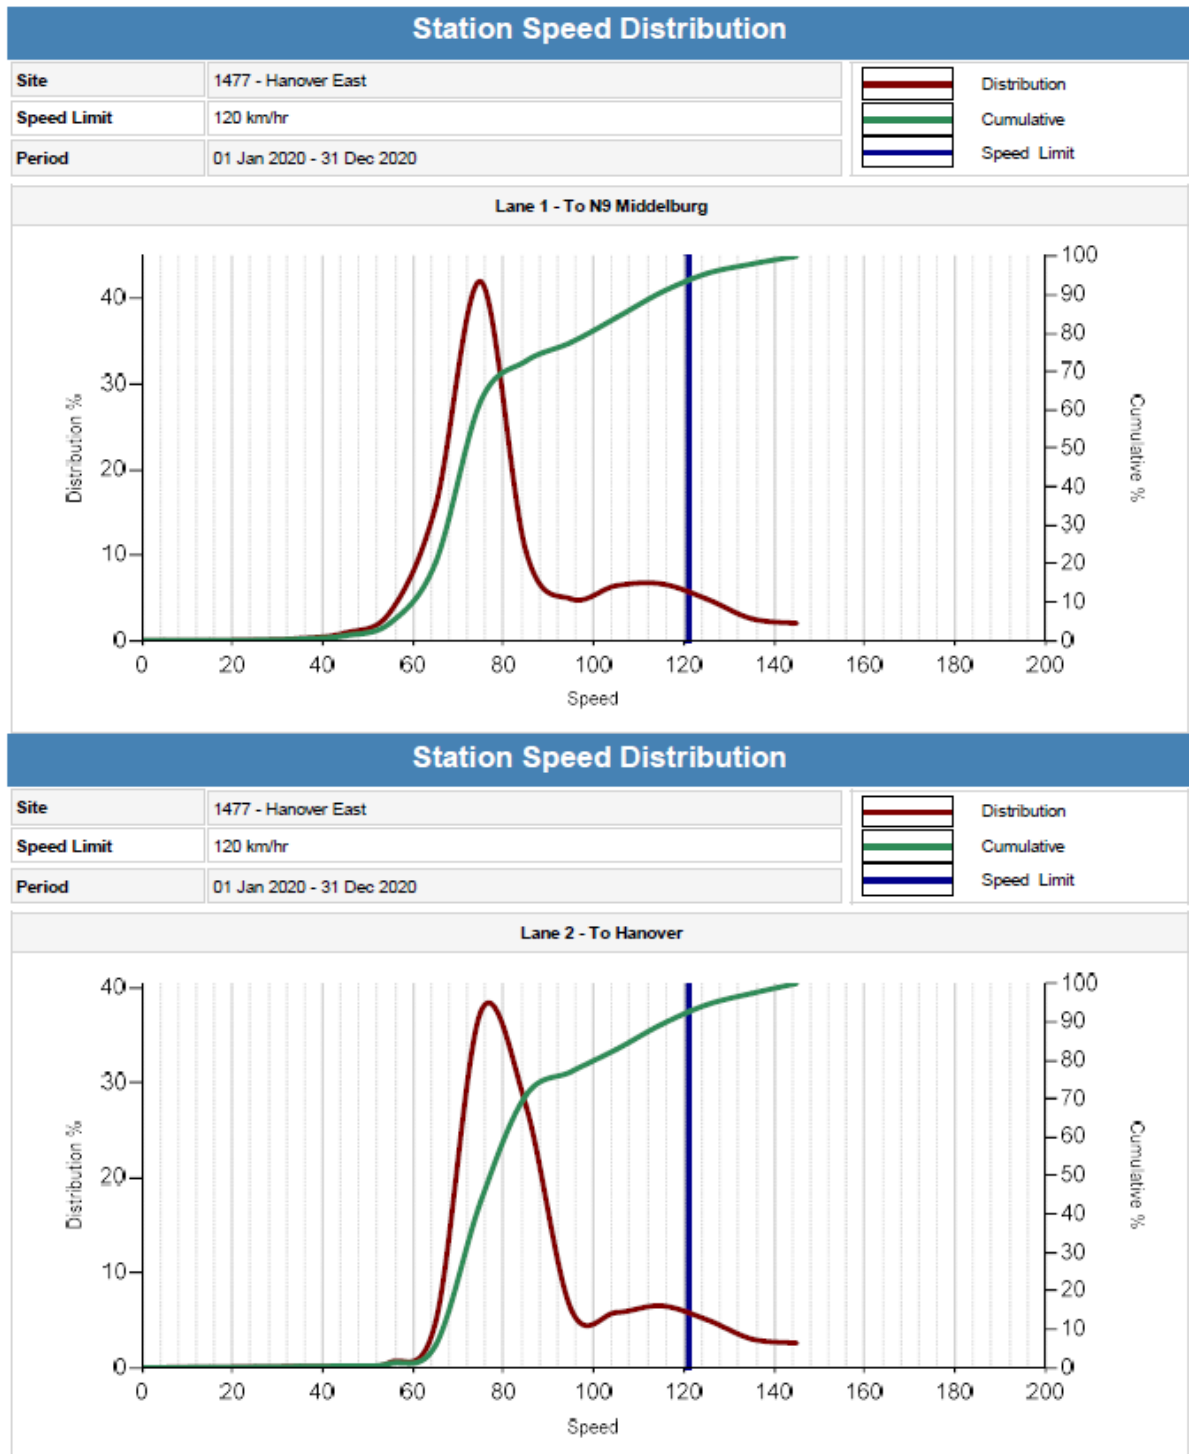 Station Speed Distribution
Site 1477 - Hanover East
Speed Limit 120 km/hr
Period 01 Jan 2020 - 31 Dec 2020
Distribution
Cumulative
Speed Limit
Lane 1 - To N9 Middelburg
40
30
20
10
0
Distribution %
100
90
80
70
60
50
40
30
20
10
0
Cumulative %
0 20 40 60 80 100 120 140 160 180 200
Speed
Station Speed Distribution
Site 1477 - Hanover East
Speed Limit 120 km/hr
Period 01 Jan 2020 - 31 Dec 2020
Distribution
Cumulative
Speed Limit
Lane 2 - To Hanover
40
30
20
10
0
Distribution %
100
90
80
70
60
50
40
30
20
10
0
Cumulative %
0 20 40 60 80 100 120 140 160 180 200
Speed